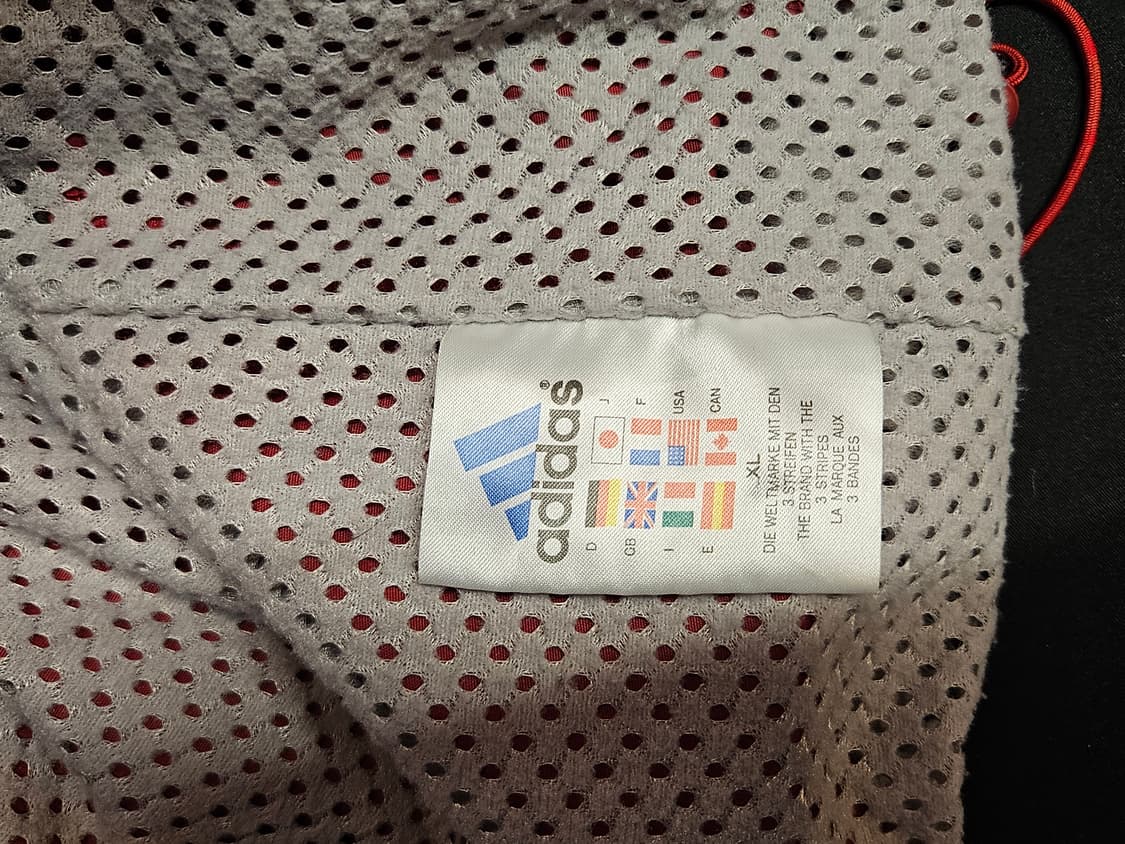 adidas®
D J
GB F
I USA
E CAN
XL
DIE WELTMARKE MIT DEN
3 STREIFEN
THE BRAND WITH THE
3 STRIPES
LA MARQUE AUX
3 BANDES